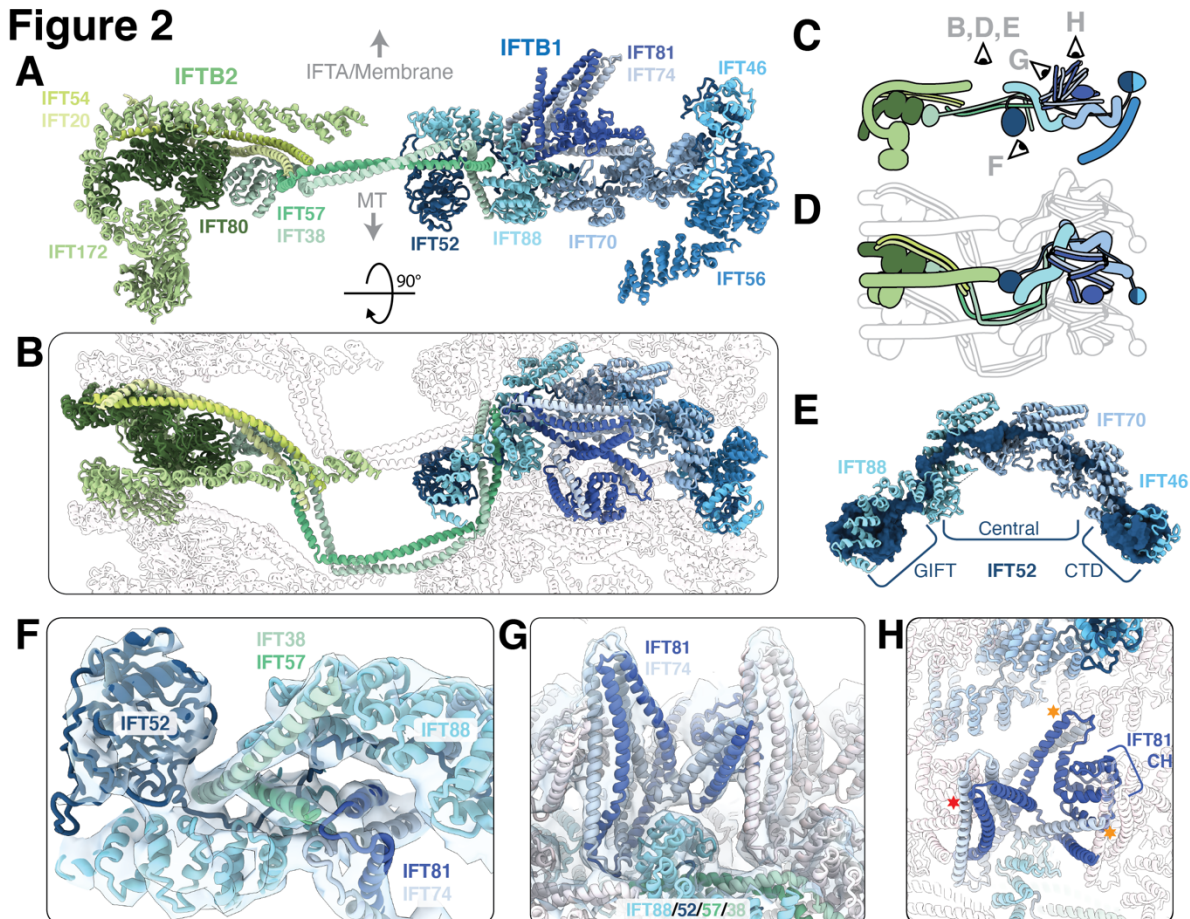 Figure 2
A
IFTA/Membrane
IFTB2
IFTB1
IFT81
IFT74
IFT46
IFT54
IFT20
IFT80
IFT57
IFT38
MT
IFT52
IFT88
IFT70
IFT172
IFT56
90°
B
C
B,D,E
G
H
F
D
E
IFT70
IFT88
IFT46
Central
GIFT
IFT52
CTD
F
IFT38
IFT57
IFT52
IFT88
IFT81
IFT74
G
IFT81
IFT74
IFT88/52/57/38
H
IFT81
CH